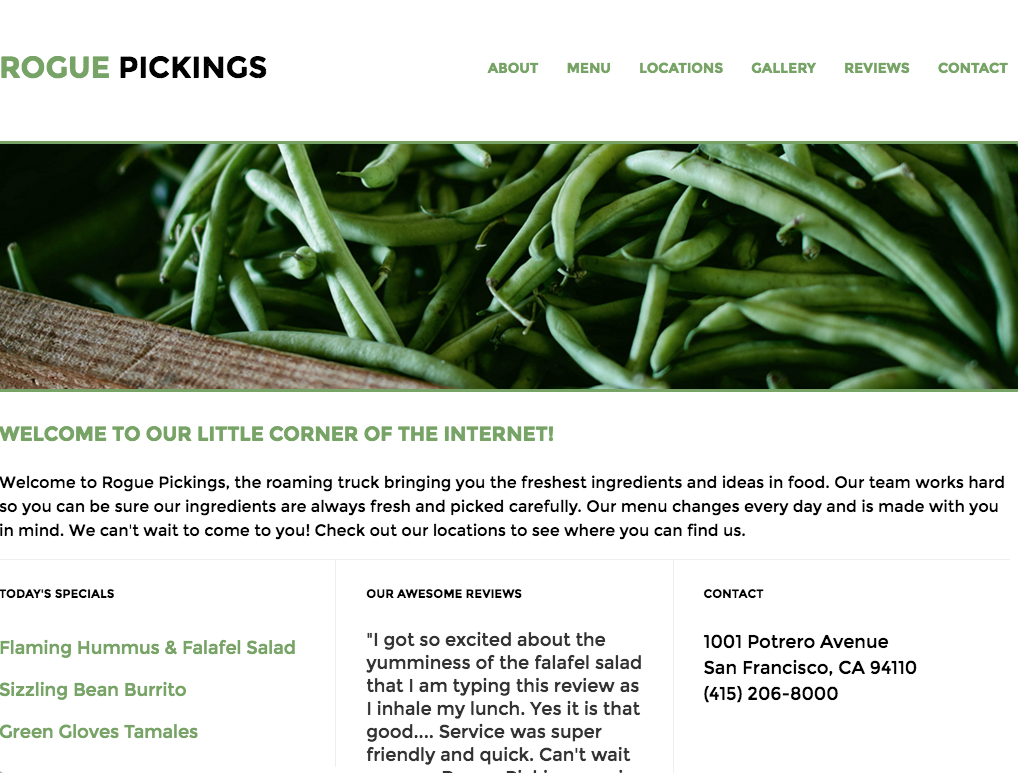 ROGUE PICKINGS
ABOUT MENU LOCATIONS GALLERY REVIEWS CONTACT
WELCOME TO OUR LITTLE CORNER OF THE INTERNET!
Welcome to Rogue Pickings, the roaming truck bringing you the freshest ingredients and ideas in food. Our team works hard
so you can be sure our ingredients are always fresh and picked carefully. Our menu changes every day and is made with you
in mind. We can't wait to come to you! Check out our locations to see where you can find us.
TODAY'S SPECIALS
Flaming Hummus & Falafel Salad
Sizzling Bean Burrito
Green Gloves Tamales
OUR AWESOME REVIEWS
"I got so excited about the
yumminess of the falafel salad
that I am typing this review as
I inhale my lunch. Yes it is that
good.... Service was super
friendly and quick. Can't wait
CONTACT
1001 Potrero Avenue
San Francisco, CA 94110
(415) 206-8000